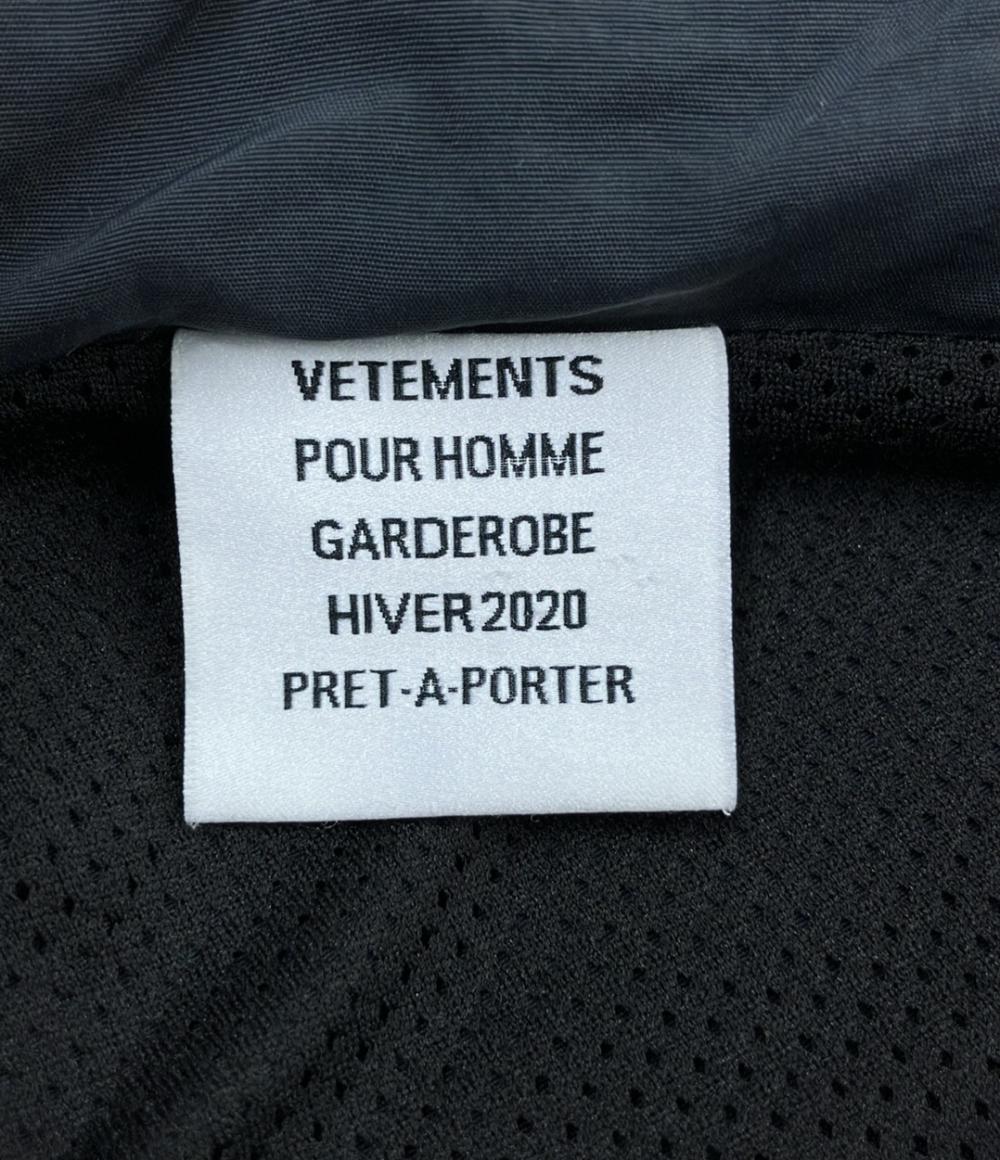 VETEMENTS
POUR HOMME
GARDEROBE
HIVER 2020
PRET-A-PORTER